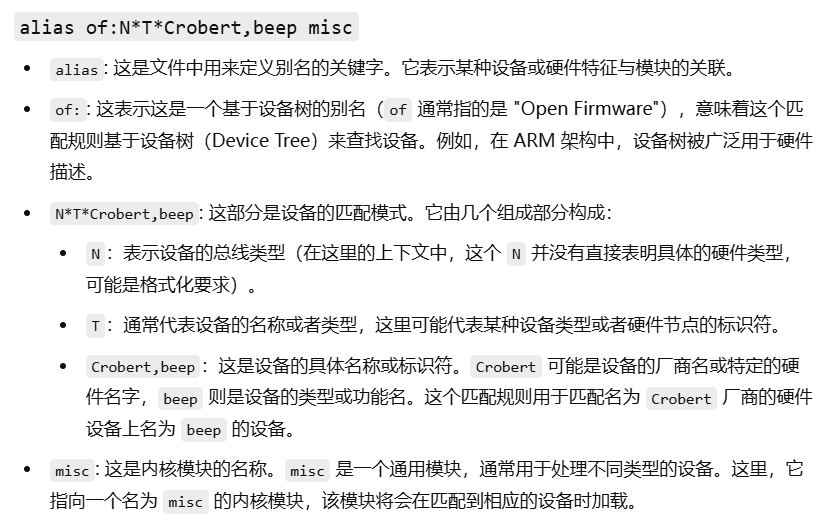 alias of:N*T*Crobert,beep misc
• alias：这是文件中用来定义别名的关键字。它表示某种设备或硬件特征与模块的关联。
• of:：这表示这是一个基于设备树的别名（of 通常指的是 "Open Firmware"），意味着这个匹
配规则基于设备树（Device Tree）来查找设备。例如，在 ARM 架构中，设备树被广泛用于硬件
描述。
• N*T*Crobert,beep：这部分是设备的匹配模式。它由几个组成部分构成：
• N：表示设备的总线类型（在这里的上下文中，这个 N 并没有直接表明具体的硬件类型，
可能是格式化要求）。
• T：通常代表设备的名称或者类型，这里可能代表某种设备类型或者硬件节点的标识符。
• Crobert,beep：这是设备的具体名称或标识符。Crobert 可能是设备的厂商名或特定的硬
件名字，beep 则是设备的类型或功能名。这个匹配规则用于匹配名为 Crobert 厂商的硬件
设备上名为 beep 的设备。
• misc：这是内核模块的名称。misc 是一个通用模块，通常用于处理不同类型的设备。这里，它
指向一个名为 misc 的内核模块，该模块将会在匹配到相应的设备时加载。